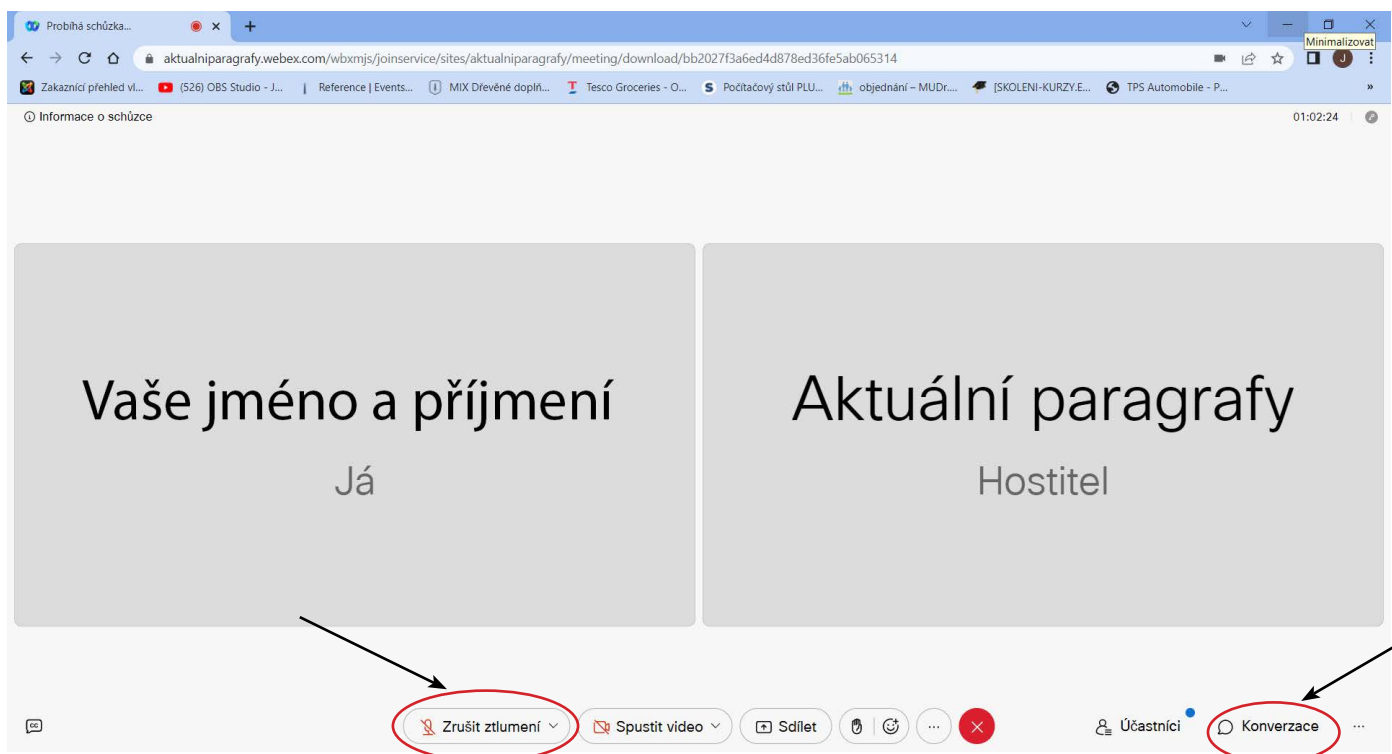 Probíhá schůzka...
Minimalizovat
aktualniparagrafy.webex.com/wbxmjs/joinservice/sites/aktualniparagrafy/meeting/download/bb2027f3a6ed4d878ed36fe5ab065314
J
Zakaznící přehled vl... (526) OBS Studio - J... Reference | Events... MIX Dřevěné doplň... Tesco Groceries - O... S Počítačový stůl PLU... objednání – MUDr.... [SKOLENI-KURZY.E... TPS Automobile - P... »
Informace o schůzce 01:02:24
Vaše jméno a příjmení
Já
Aktuální paragrafy
Hostitel
CC Zrušit ztlumení Spustit video Sdílet ... Účastníci Konverzace ...